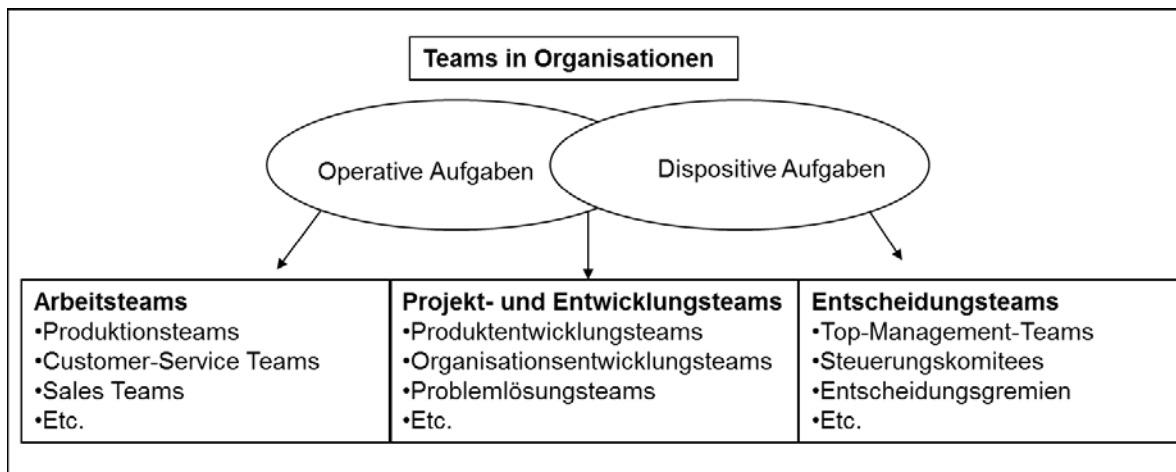 Teams in Organisationen
Operative Aufgaben
Dispositive Aufgaben
Arbeitsteams
•Produktionsteams
•Customer-Service Teams
•Sales Teams
•Etc.
Projekt- und Entwicklungsteams
•Produktentwicklungsteams
•Organisationsentwicklungsteams
•Problemlösungsteams
•Etc.
Entscheidungsteams
•Top-Management-Teams
•Steuerungskomitees
•Entscheidungsgremien
•Etc.